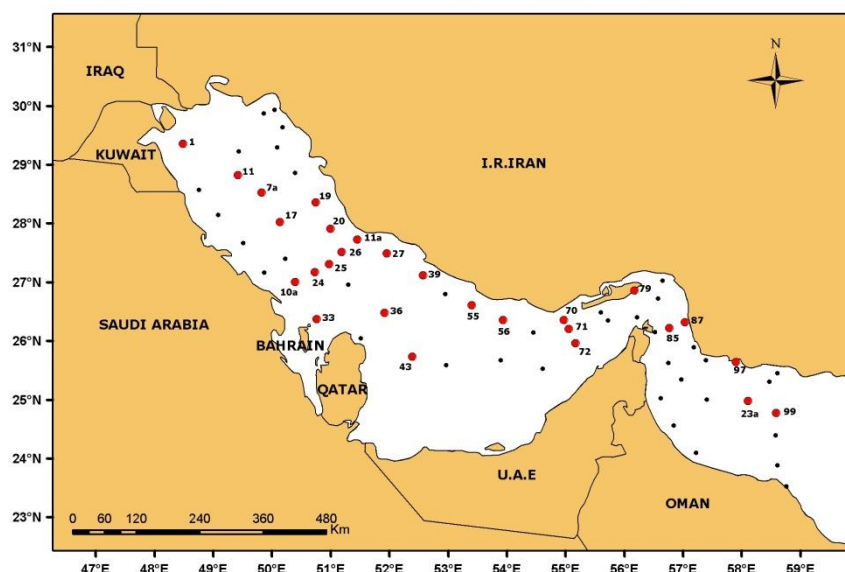 31°N
30°N
29°N
28°N
27°N
26°N
25°N
24°N
23°N
N
IRAQ
KUWAIT
I.R.IRAN
SAUDI ARABIA
BAHRAIN
QATAR
U.A.E
OMAN
1
11
7a
19
17
20
11a
26
27
25
24
39
10a
33
36
43
55
56
70
71
72
79
87
85
97
23a
99
0 60 120 240 360 480
Km
47°E 48°E 49°E 50°E 51°E 52°E 53°E 54°E 55°E 56°E 57°E 58°E 59°E